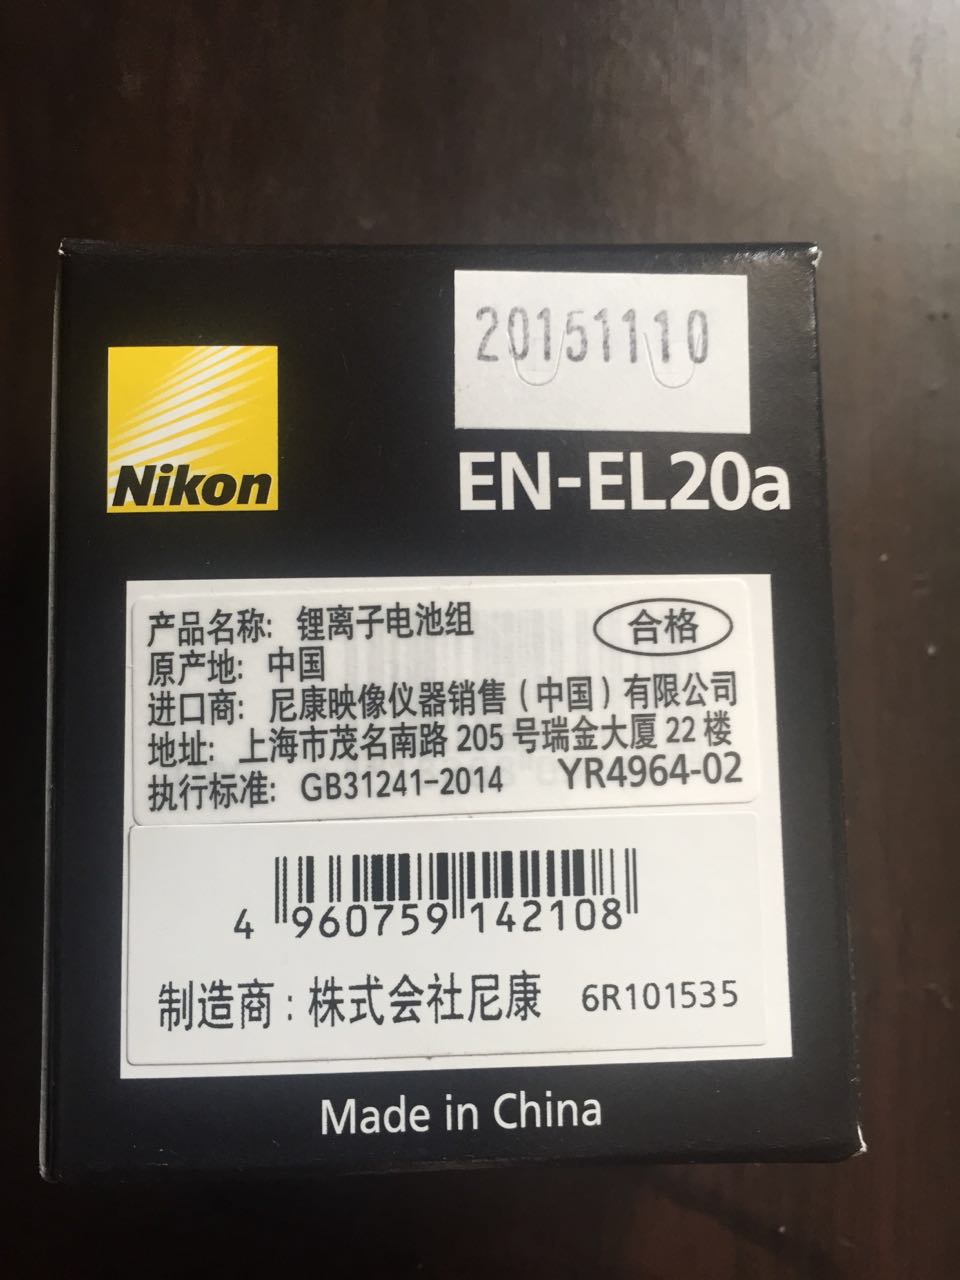 20151110
Nikon
EN-EL20a
产品名称: 锂离子电池组
合格
原产地: 中国
进口商: 尼康映像仪器销售(中国)有限公司
地址: 上海市茂名南路 205 号瑞金大厦 22 楼
执行标准: GB31241-2014 YR4964-02
4 960759 142108
制造商: 株式会社尼康 6R101535
Made in China